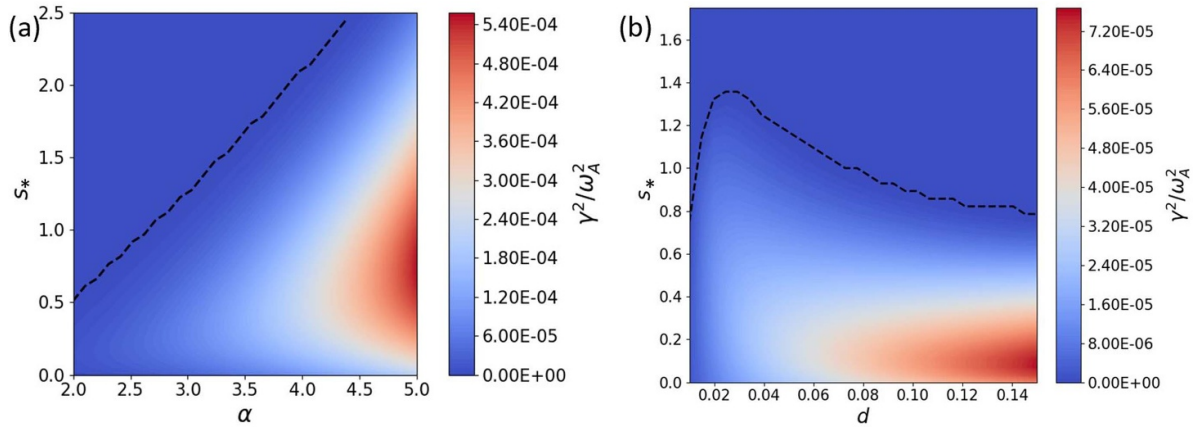 (a)
2.5
2.0
1.5
1.0
0.5
0.0
s*
2.0 2.5 3.0 3.5 4.0 4.5 5.0
α
5.40E-04
4.80E-04
4.20E-04
3.60E-04
3.00E-04
2.40E-04
1.80E-04
1.20E-04
6.00E-05
0.00E+00
γ²/ω²A
(b)
1.6
1.4
1.2
1.0
0.8
0.6
0.4
0.2
0.0
s*
0.02 0.04 0.06 0.08 0.10 0.12 0.14
d
7.20E-05
6.40E-05
5.60E-05
4.80E-05
4.00E-05
3.20E-05
2.40E-05
1.60E-05
8.00E-06
0.00E+00
γ²/ω²A